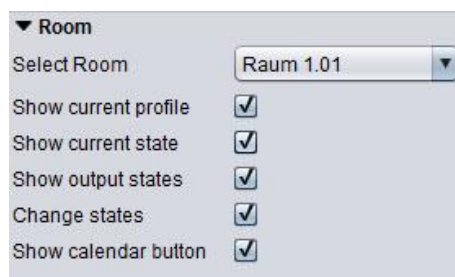 Room
Select Room Raum 1.01
Show current profile
Show current state
Show output states
Change states
Show calendar button